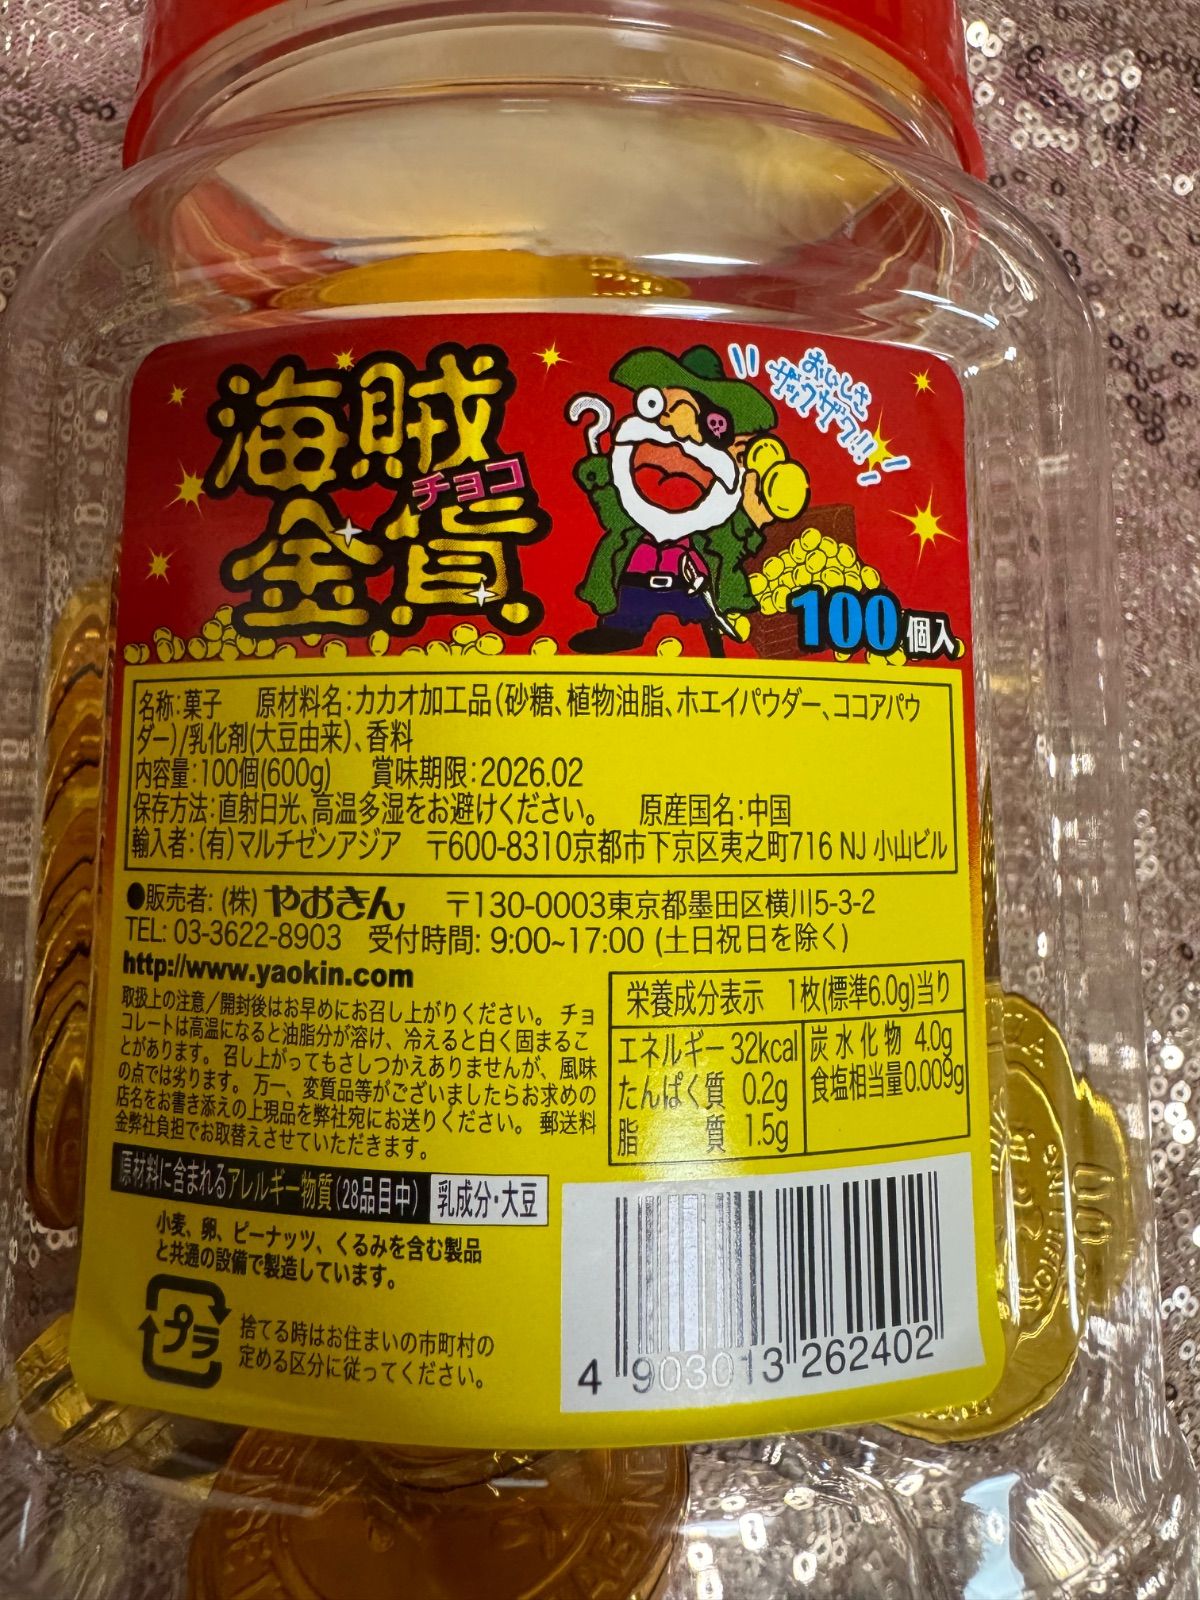 海賊
チョコ
金貨
おいしさ
ザックザク!!
100個入
名称:菓子 原材料名:カカオ加工品(砂糖、植物油脂、ホエイパウダー、ココアパウ
ダー)/乳化剤(大豆由来)、香料
内容量:100個(600g) 賞味期限:2026.02
保存方法:直射日光、高温多湿をお避けください。 原産国名:中国
輸入者:(有)マルチゼンアジア 〒600-8310京都市下京区夷之町716 NJ 小山ビル
●販売者:(株)やおきん 〒130-0003東京都墨田区横川5-3-2
TEL: 03-3622-8903 受付時間: 9:00~17:00 (土日祝日を除く)
http://www.yaokin.com
取扱上の注意/開封後はお早めにお召し上がりください。 チョ
コレートは高温になると油脂分が溶け、冷えると白く固まるこ
とがあります。召し上がってもさしつかえありませんが、風味
の点では劣ります。万一、変質品等がございましたらお求めの
店名をお書き添えの上現品を弊社宛にお送りください。 郵送料
金弊社負担でお取替えさせていただきます。
栄養成分表示 1枚(標準6.0g)当り
エネルギー 32kcal 炭水化物 4.0g
たんぱく質 0.2g 食塩相当量0.009g
脂質 1.5g
原材料に含まれるアレルギー物質(28品目中) 乳成分・大豆
小麦、卵、ピーナッツ、くるみを含む製品
と共通の設備で製造しています。
プラ
捨てる時はお住まいの市町村の
定める区分に従ってください。
4 903013 262402